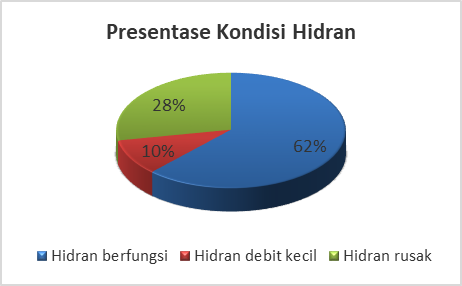 Presentase Kondisi Hidran
28%
10%
62%
Hidran berfungsi Hidran debit kecil Hidran rusak